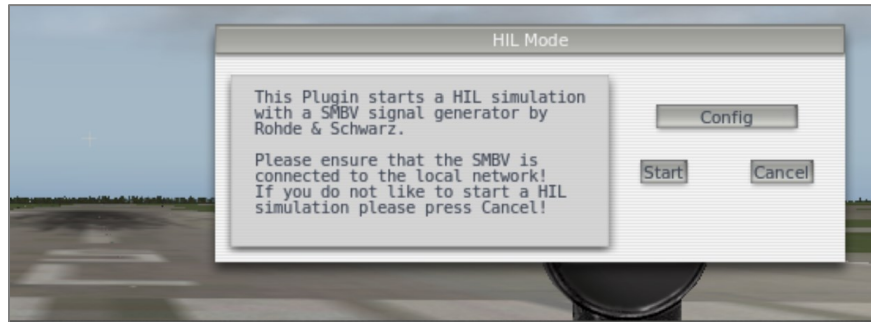 HIL Mode
This Plugin starts a HIL simulation
with a SMBV signal generator by
Rohde & Schwarz.
Please ensure that the SMBV is
connected to the local network!
If you do not like to start a HIL
simulation please press Cancel!
Config
Start
Cancel